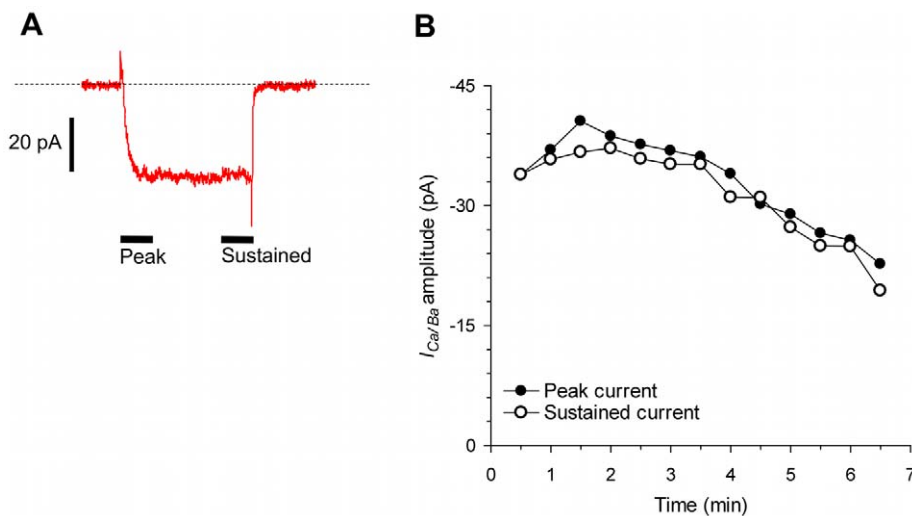 A
20 pA
Peak
Sustained
B
-45
-30
-15
0
I Ca/Ba amplitude (pA)
Peak current
Sustained current
0 1 2 3 4 5 6 7
Time (min)